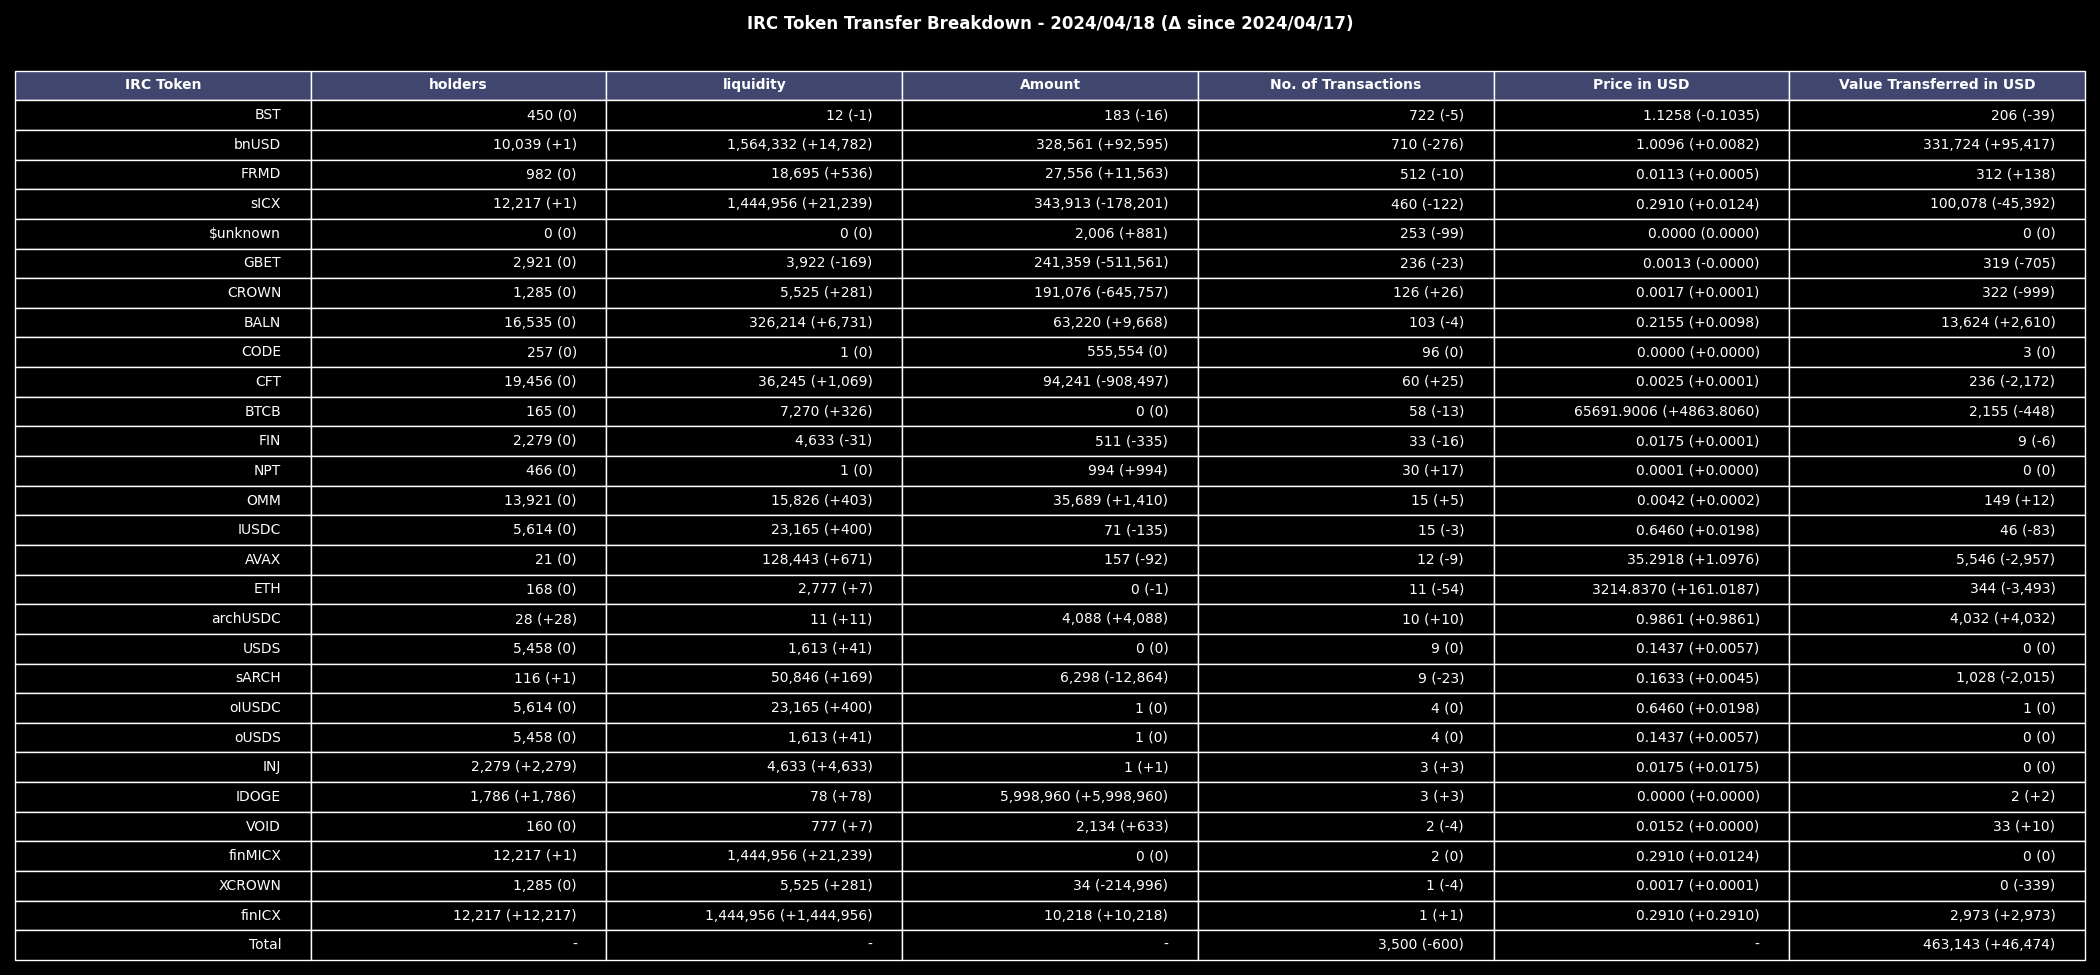 IRC Token Transfer Breakdown - 2024/04/18 (Δ since 2024/04/17)
IRC Token holders liquidity Amount No. of Transactions Price in USD Value Transferred in USD
BST 450 (0) 12 (-1) 183 (-16) 722 (-5) 1.1258 (-0.1035) 206 (-39)
bnUSD 10,039 (+1) 1,564,332 (+14,782) 328,561 (+92,595) 710 (-276) 1.0096 (+0.0082) 331,724 (+95,417)
FRMD 982 (0) 18,695 (+536) 27,556 (+11,563) 512 (-10) 0.0113 (+0.0005) 312 (+138)
sICX 12,217 (+1) 1,444,956 (+21,239) 343,913 (-178,201) 460 (-122) 0.2910 (+0.0124) 100,078 (-45,392)
$unknown 0 (0) 0 (0) 2,006 (+881) 253 (-99) 0.0000 (0.0000) 0 (0)
GBET 2,921 (0) 3,922 (-169) 241,359 (-511,561) 236 (-23) 0.0013 (-0.0000) 319 (-705)
CROWN 1,285 (0) 5,525 (+281) 191,076 (-645,757) 126 (+26) 0.0017 (+0.0001) 322 (-999)
BALN 16,535 (0) 326,214 (+6,731) 63,220 (+9,668) 103 (-4) 0.2155 (+0.0098) 13,624 (+2,610)
CODE 257 (0) 1 (0) 555,554 (0) 96 (0) 0.0000 (+0.0000) 3 (0)
CFT 19,456 (0) 36,245 (+1,069) 94,241 (-908,497) 60 (+25) 0.0025 (+0.0001) 236 (-2,172)
BTCB 165 (0) 7,270 (+326) 0 (0) 58 (-13) 65691.9006 (+4863.8060) 2,155 (-448)
FIN 2,279 (0) 4,633 (-31) 511 (-335) 33 (-16) 0.0175 (+0.0001) 9 (-6)
NPT 466 (0) 1 (0) 994 (+994) 30 (+17) 0.0001 (+0.0000) 0 (0)
OMM 13,921 (0) 15,826 (+403) 35,689 (+1,410) 15 (+5) 0.0042 (+0.0002) 149 (+12)
IUSDC 5,614 (0) 23,165 (+400) 71 (-135) 15 (-3) 0.6460 (+0.0198) 46 (-83)
AVAX 21 (0) 128,443 (+671) 157 (-92) 12 (-9) 35.2918 (+1.0976) 5,546 (-2,957)
ETH 168 (0) 2,777 (+7) 0 (-1) 11 (-54) 3214.8370 (+161.0187) 344 (-3,493)
archUSDC 28 (+28) 11 (+11) 4,088 (+4,088) 10 (+10) 0.9861 (+0.9861) 4,032 (+4,032)
USDS 5,458 (0) 1,613 (+41) 0 (0) 9 (0) 0.1437 (+0.0057) 0 (0)
sARCH 116 (+1) 50,846 (+169) 6,298 (-12,864) 9 (-23) 0.1633 (+0.0045) 1,028 (-2,015)
oIUSDC 5,614 (0) 23,165 (+400) 1 (0) 4 (0) 0.6460 (+0.0198) 1 (0)
oUSDS 5,458 (0) 1,613 (+41) 1 (0) 4 (0) 0.1437 (+0.0057) 0 (0)
INJ 2,279 (+2,279) 4,633 (+4,633) 1 (+1) 3 (+3) 0.0175 (+0.0175) 0 (0)
IDOGE 1,786 (+1,786) 78 (+78) 5,998,960 (+5,998,960) 3 (+3) 0.0000 (+0.0000) 2 (+2)
VOID 160 (0) 777 (+7) 2,134 (+633) 2 (-4) 0.0152 (+0.0000) 33 (+10)
finMICX 12,217 (+1) 1,444,956 (+21,239) 0 (0) 2 (0) 0.2910 (+0.0124) 0 (0)
XCROWN 1,285 (0) 5,525 (+281) 34 (-214,996) 1 (-4) 0.0017 (+0.0001) 0 (-339)
finICX 12,217 (+12,217) 1,444,956 (+1,444,956) 10,218 (+10,218) 1 (+1) 0.2910 (+0.2910) 2,973 (+2,973)
Total - - - 3,500 (-600) - 463,143 (+46,474)